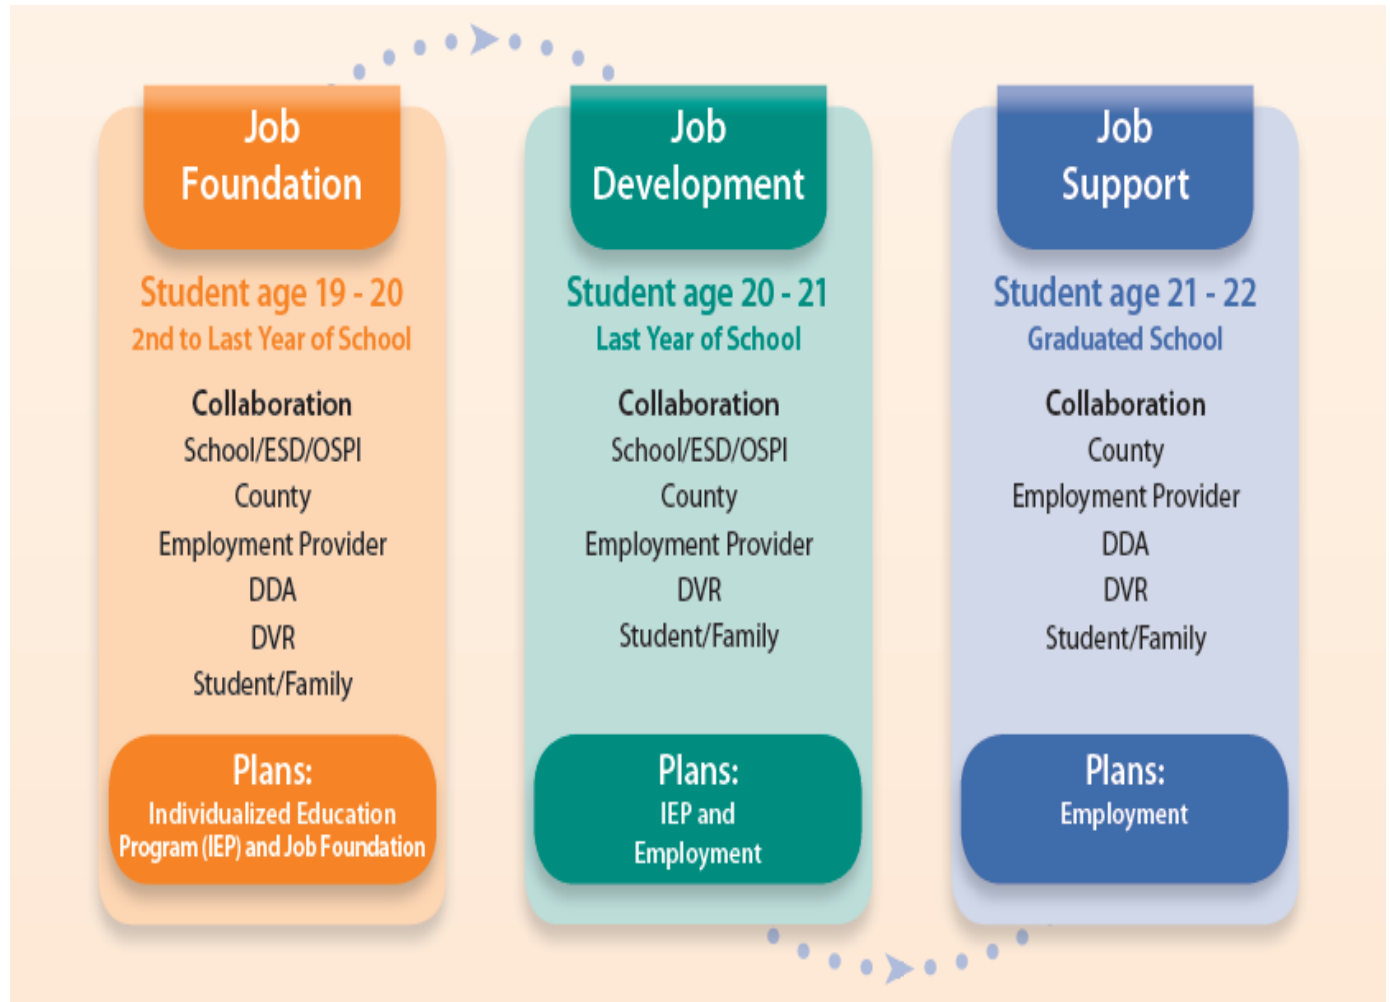 Job
Foundation
Student age 19 - 20
2nd to Last Year of School
Collaboration
School/ESD/OSPI
County
Employment Provider
DDA
DVR
Student/Family
Plans:
Individualized Education
Program (IEP) and Job Foundation
Job
Development
Student age 20 - 21
Last Year of School
Collaboration
School/ESD/OSPI
County
Employment Provider
DVR
Student/Family
Plans:
IEP and
Employment
Job
Support
Student age 21 - 22
Graduated School
Collaboration
County
Employment Provider
DDA
DVR
Student/Family
Plans:
Employment